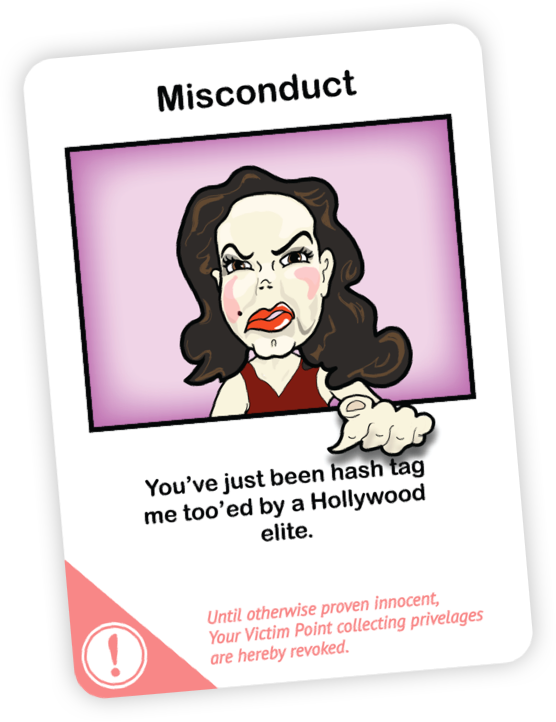 Misconduct
You've just been hash tag
me too'ed by a Hollywood
elite.
Until otherwise proven innocent,
Your Victim Point collecting privelages
are hereby revoked.
!